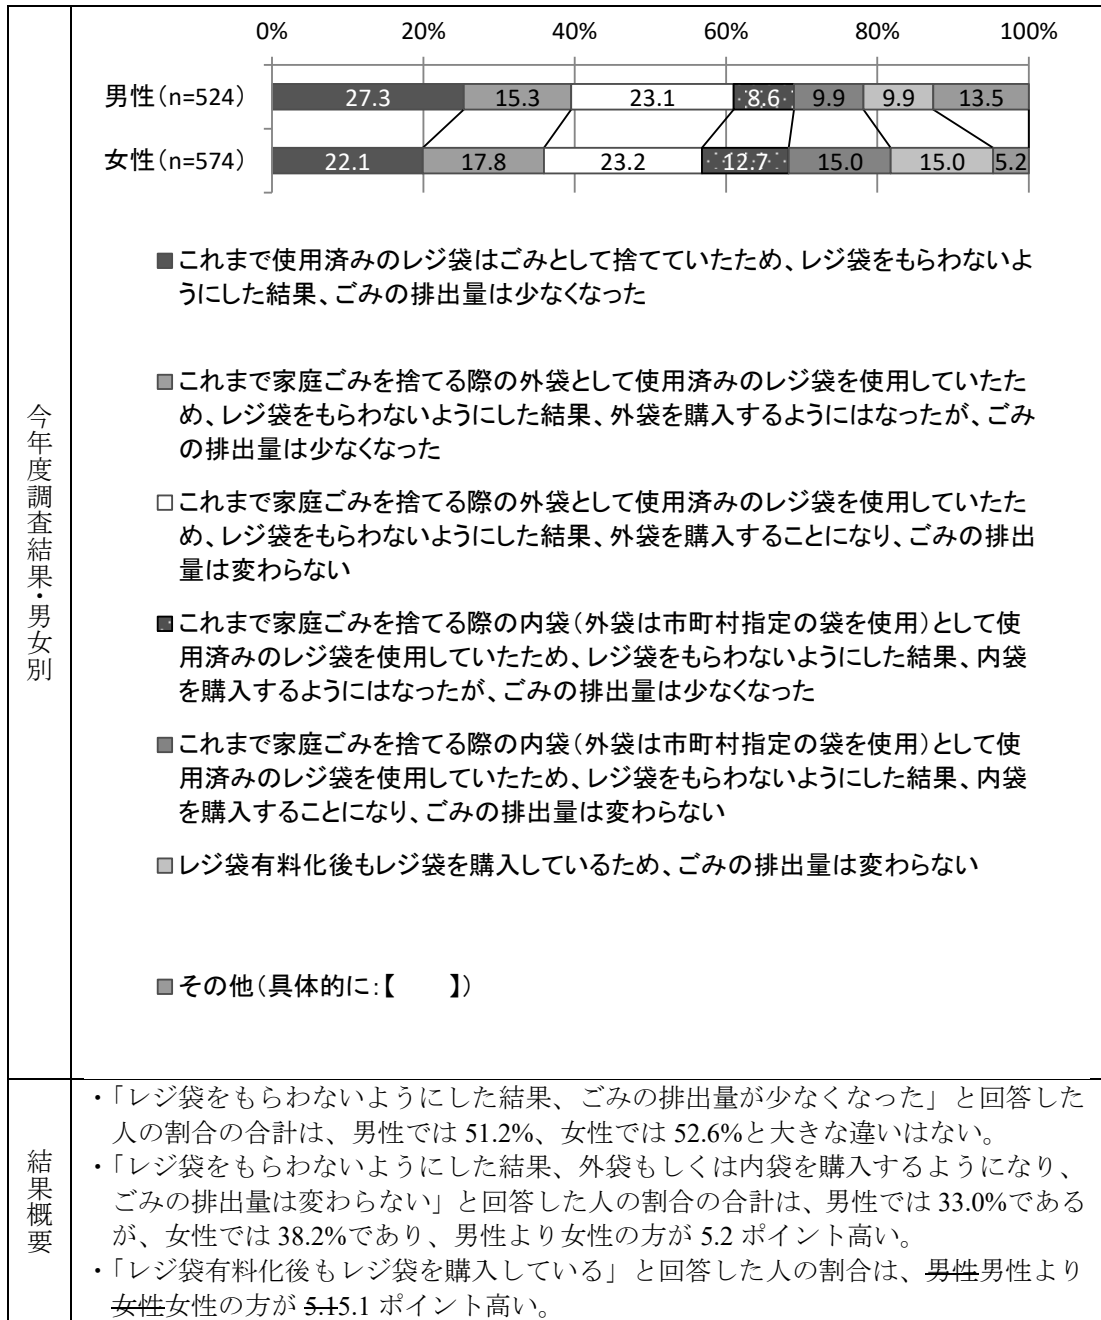 0% 20% 40% 60% 80% 100%
男性(n=524) 27.3 15.3 23.1 8.6 9.9 9.9 13.5
女性(n=574) 22.1 17.8 23.2 12.7 15.0 15.0 5.2
今年度調査結果・男女別
これまで使用済みのレジ袋はごみとして捨てていたため、レジ袋をもらわないよ
うにした結果、ごみの排出量は少なくなった
これまで家庭ごみを捨てる際の外袋として使用済みのレジ袋を使用していたた
め、レジ袋をもらわないようにした結果、外袋を購入するようにはなったが、ごみ
の排出量は少なくなった
これまで家庭ごみを捨てる際の外袋として使用済みのレジ袋を使用していたた
め、レジ袋をもらわないようにした結果、外袋を購入することになり、ごみの排出
量は変わらない
これまで家庭ごみを捨てる際の内袋(外袋は市町村指定の袋を使用)として使
用済みのレジ袋を使用していたため、レジ袋をもらわないようにした結果、内袋
を購入するようにはなったが、ごみの排出量は少なくなった
これまで家庭ごみを捨てる際の内袋(外袋は市町村指定の袋を使用)として使
用済みのレジ袋を使用していたため、レジ袋をもらわないようにした結果、内袋
を購入することになり、ごみの排出量は変わらない
レジ袋有料化後もレジ袋を購入しているため、ごみの排出量は変わらない
その他(具体的に:【　　】)
結果概要
・「レジ袋をもらわないようにした結果、ごみの排出量が少なくなった」と回答した
人の割合の合計は、男性では 51.2%、女性では 52.6%と大きな違いはない。
・「レジ袋をもらわないようにした結果、外袋もしくは内袋を購入するようになり、
ごみの排出量は変わらない」と回答した人の割合の合計は、男性では 33.0%である
が、女性では 38.2%であり、男性より女性の方が 5.2 ポイント高い。
・「レジ袋有料化後もレジ袋を購入している」と回答した人の割合は、男性男性より
女性女性の方が 5.15.1 ポイント高い。